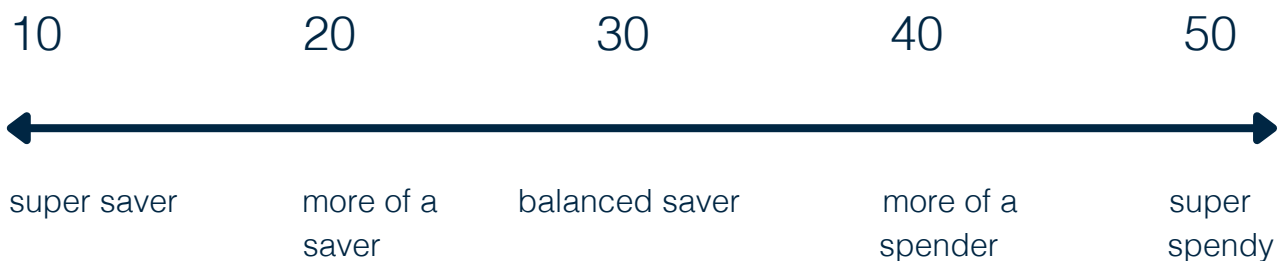 10 20 30 40 50
super saver more of a balanced saver more of a super
saver spender spendy